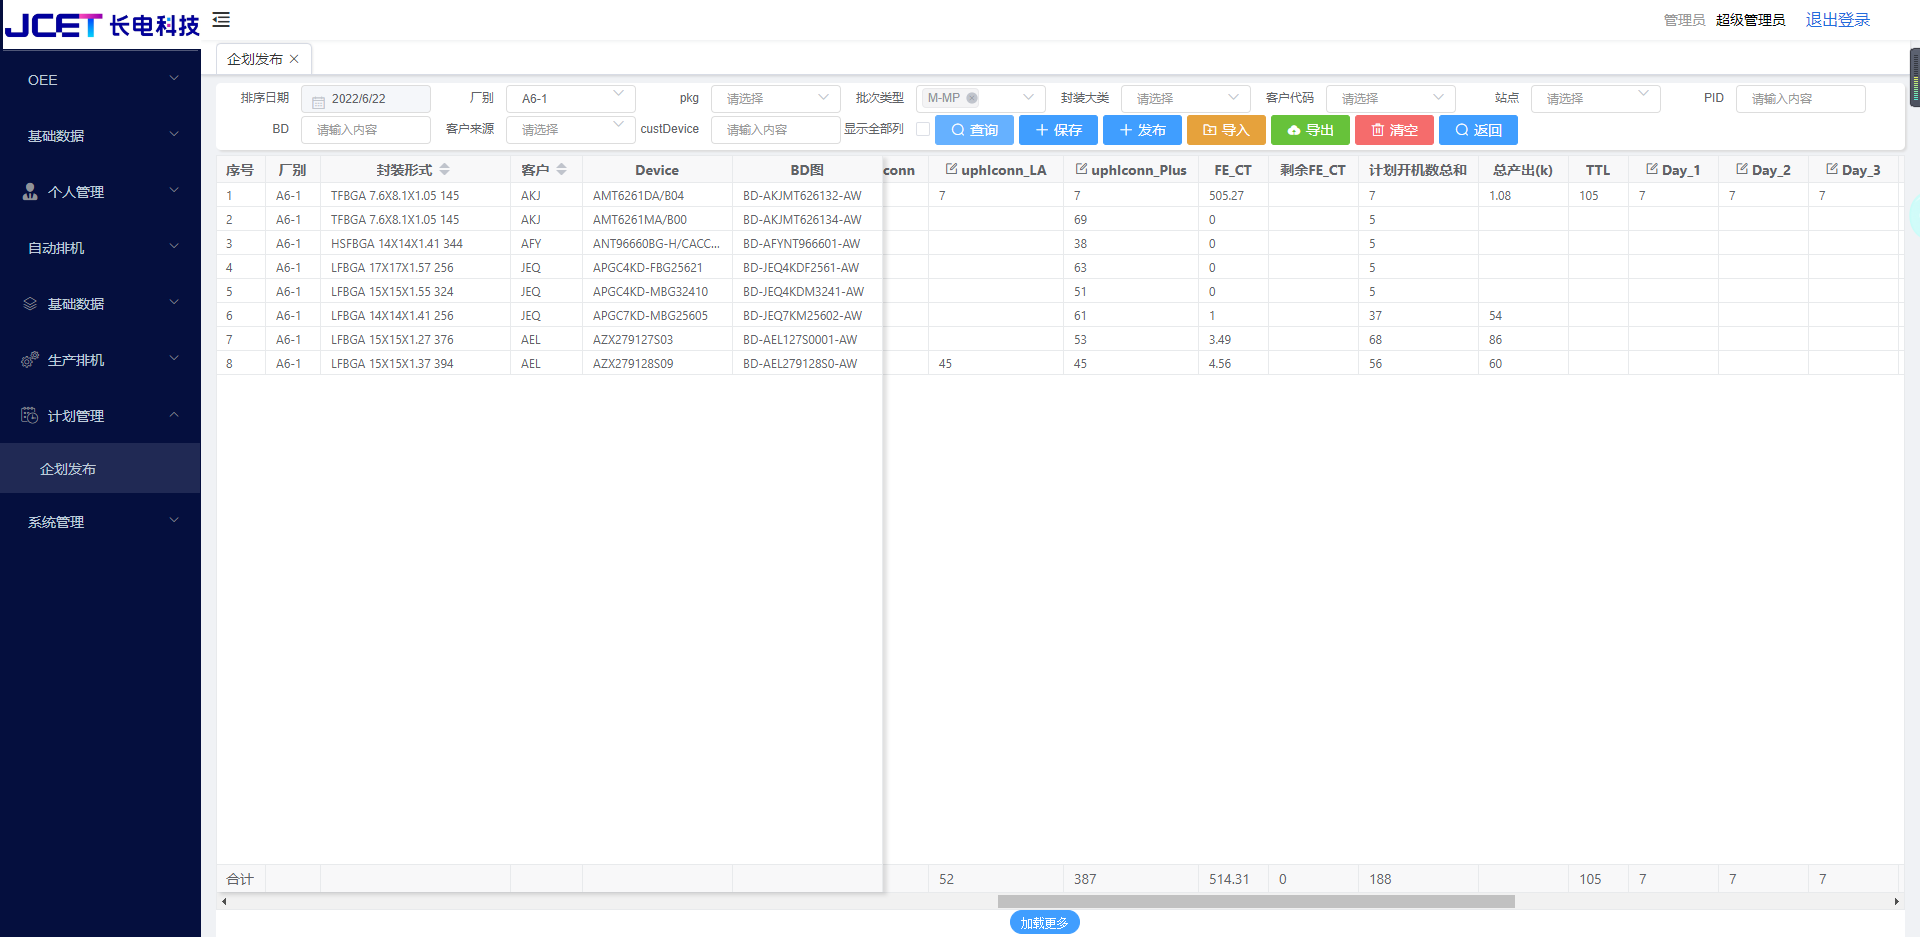 JCET 长电科技
管理员 超级管理员 退出登录
OEE
基础数据
个人管理
自动排机
基础数据
生产排机
计划管理
企划发布
系统管理
企划发布
排序日期 2022/6/22 厂别 A6-1 pkg 请选择 批次类型 M-MP 封装大类 请选择 客户代码 请选择 站点 请选择 PID 请输入内容
BD 请输入内容 客户来源 请选择 custDevice 请输入内容 显示全部列 查询 保存 发布 导入 导出 清空 返回
序号 厂别 封装形式 客户 Device BD图 conn uphIconn_LA uphIconn_Plus FE_CT 剩余FE_CT 计划开机数总和 总产出(k) TTL Day_1 Day_2 Day_3
1 A6-1 TFBGA 7.6X8.1X1.05 145 AKJ AMT6261DA/B04 BD-AKJMT626132-AW 7 7 505.27 7 1.08 105 7 7 7
2 A6-1 TFBGA 7.6X8.1X1.05 145 AKJ AMT6261MA/B00 BD-AKJMT626134-AW 69 0 5
3 A6-1 HSFBGA 14X14X1.41 344 AFY ANT96660BG-H/CACC... BD-AFYNT966601-AW 38 0 5
4 A6-1 LFBGA 17X17X1.57 256 JEQ APGC4KD-FBG25621 BD-JEQ4KDF2561-AW 63 0 5
5 A6-1 LFBGA 15X15X1.55 324 JEQ APGC4KD-MBG32410 BD-JEQ4KDM3241-AW 51 0 5
6 A6-1 LFBGA 14X14X1.41 256 JEQ APGC7KD-MBG25605 BD-JEQ7KM25602-AW 61 1 37 54
7 A6-1 LFBGA 15X15X1.27 376 AEL AZX279127S03 BD-AEL127S0001-AW 53 3.49 68 86
8 A6-1 LFBGA 15X15X1.37 394 AEL AZX279128S09 BD-AEL279128S0-AW 45 45 4.56 56 60
合计 52 387 514.31 0 188 105 7 7 7
加载更多